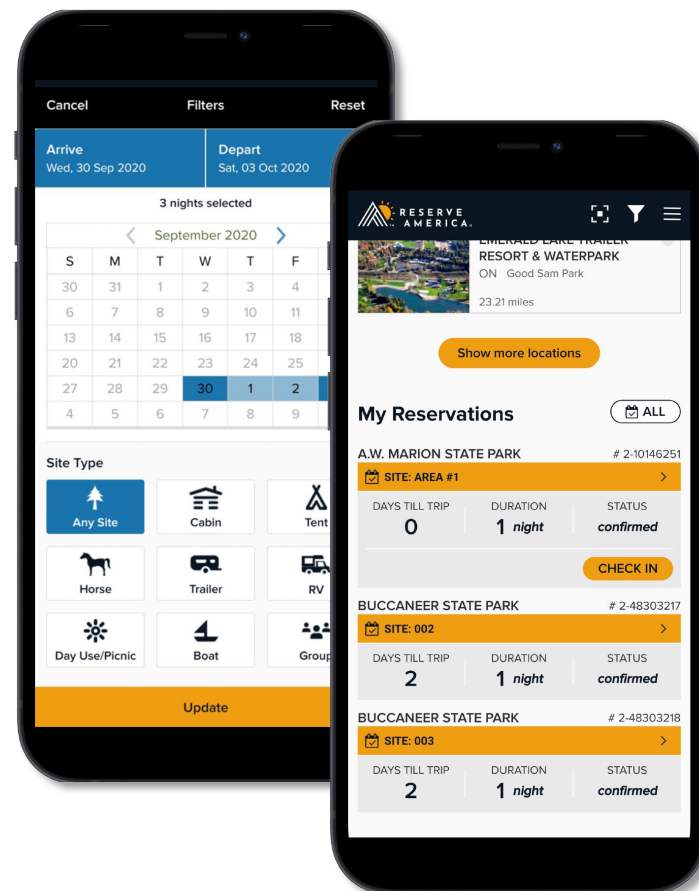 Cancel Filters Reset
Arrive Depart
Wed, 30 Sep 2020 Sat, 03 Oct 2020
3 nights selected
September 2020
S M T W T F
30 31 1 2 3 4
6 7 8 9 10 11
13 14 15 16 17 18
20 21 22 23 24 25
27 28 29 30 1 2
4 5 6 7 8 9
Site Type
Any Site Cabin Tent
Horse Trailer RV
Day Use/Picnic Boat Group
Update
RESERVE
AMERICA
EMERALD LAKE TRAILER
RESORT & WATERPARK
ON Good Sam Park
23.21 miles
Show more locations
My Reservations ALL
A.W. MARION STATE PARK # 2-10146251
SITE: AREA #1
DAYS TILL TRIP DURATION STATUS
0 1 night confirmed
CHECK IN
BUCCANEER STATE PARK # 2-48303217
SITE: 002
DAYS TILL TRIP DURATION STATUS
2 1 night confirmed
BUCCANEER STATE PARK # 2-48303218
SITE: 003
DAYS TILL TRIP DURATION STATUS
2 1 night confirmed